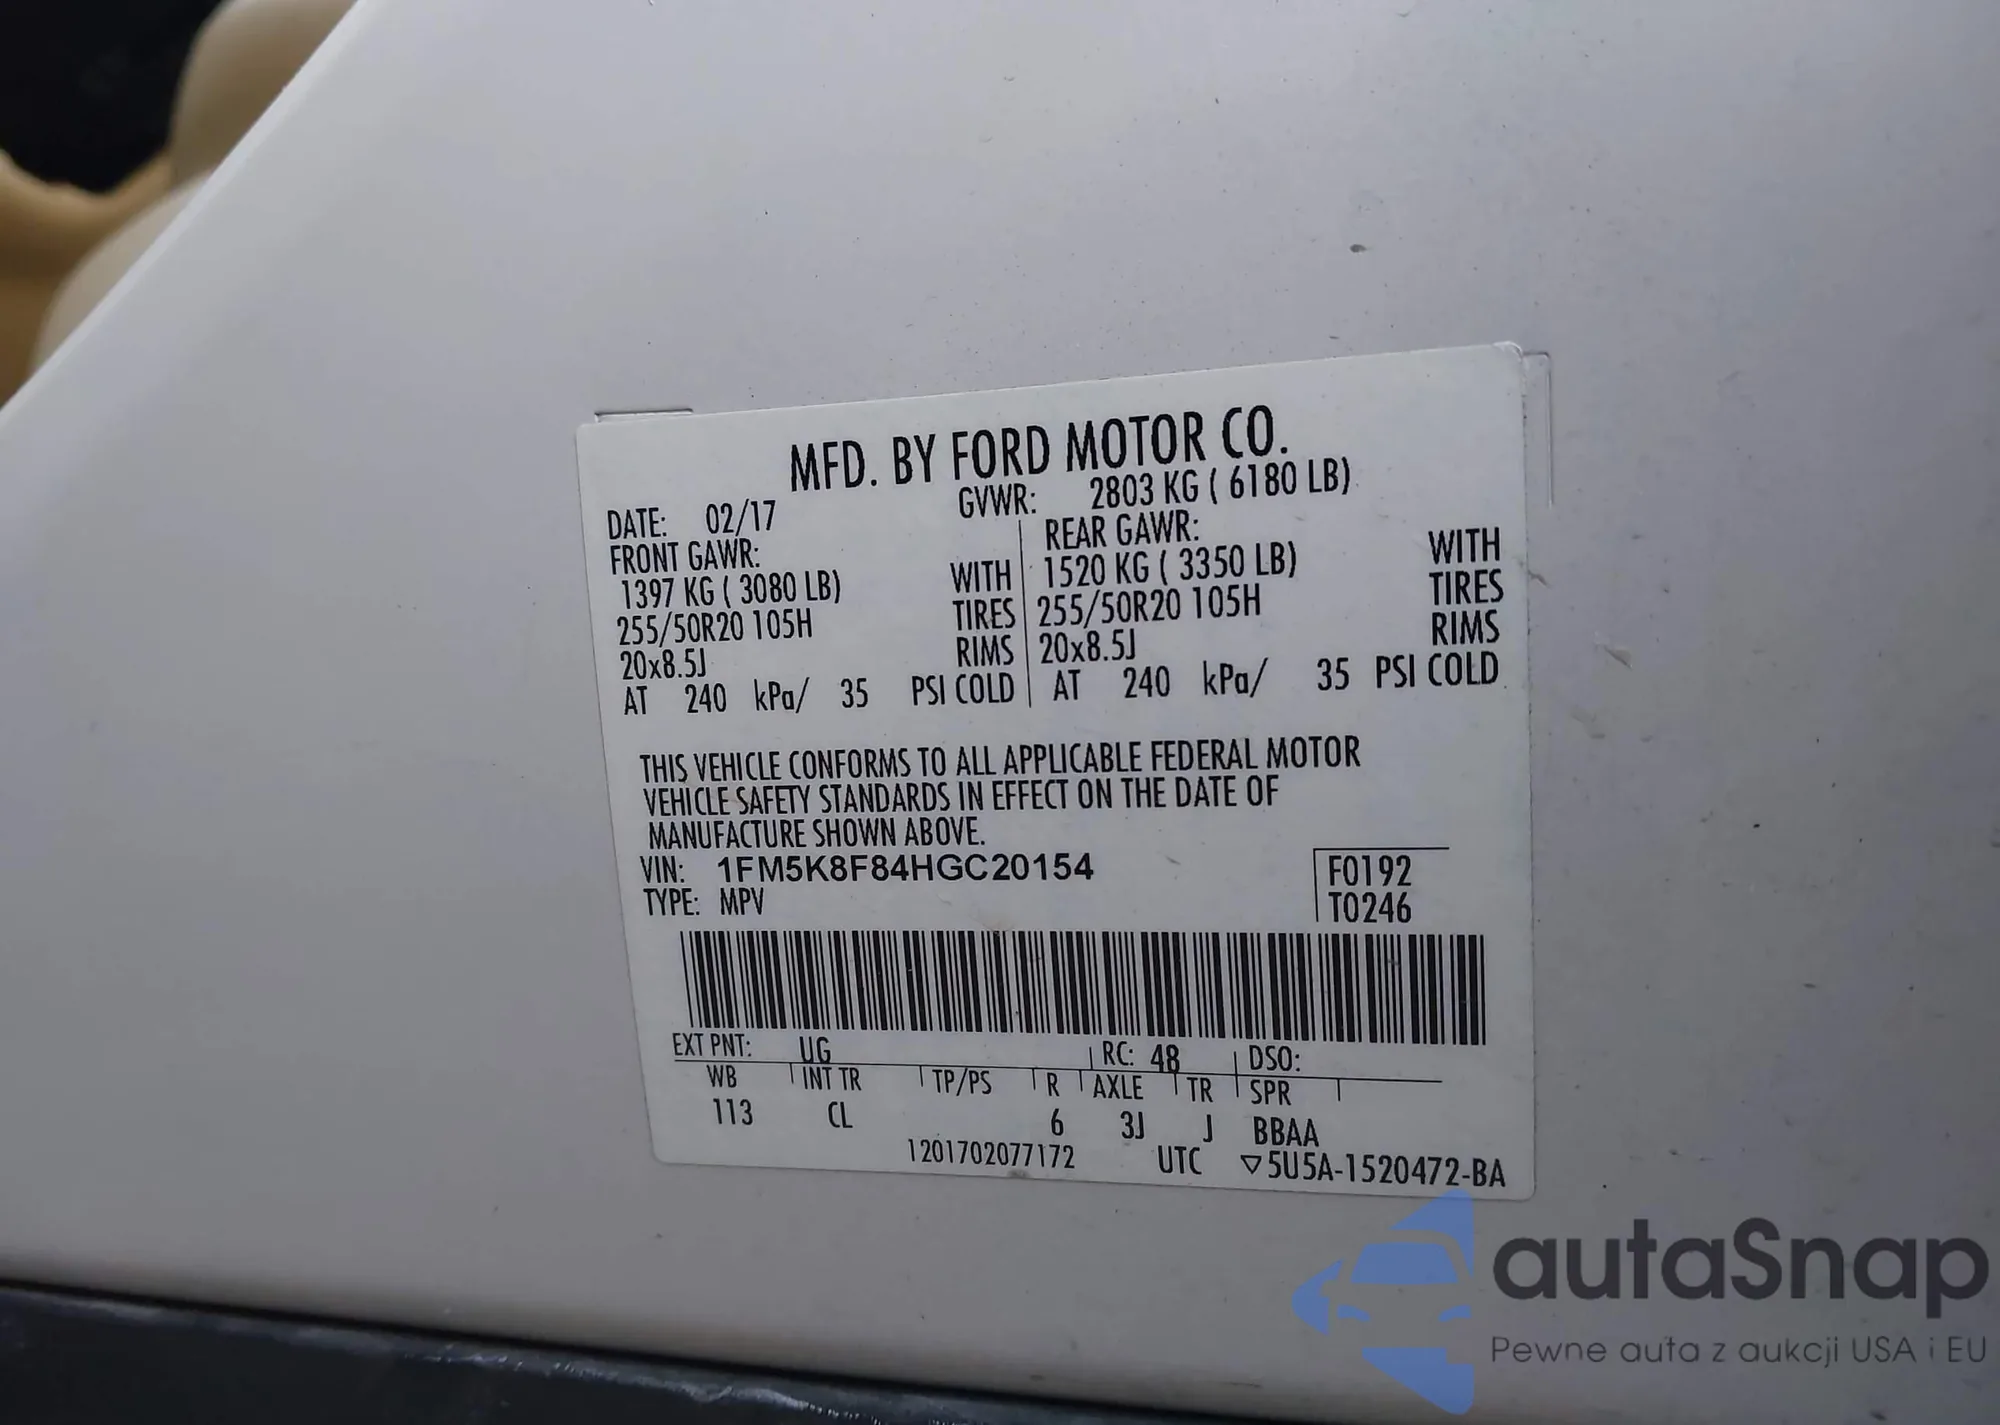 MFD. BY FORD MOTOR CO.
DATE: 02/17 GVWR: 2803 KG ( 6180 LB)
FRONT GAWR: REAR GAWR:
1397 KG ( 3080 LB) WITH 1520 KG ( 3350 LB) WITH
255/50R20 105H TIRES 255/50R20 105H TIRES
20x8.5J RIMS 20x8.5J RIMS
AT 240 kPa/ 35 PSI COLD AT 240 kPa/ 35 PSI COLD
THIS VEHICLE CONFORMS TO ALL APPLICABLE FEDERAL MOTOR
VEHICLE SAFETY STANDARDS IN EFFECT ON THE DATE OF
MANUFACTURE SHOWN ABOVE.
VIN: 1FM5K8F84HGC20154 F0192
TYPE: MPV T0246
EXT PNT: UG RC: 48 DSO:
WB INT TR TP/PS R AXLE TR SPR
113 CL 6 3J J BBAA
1201702077172 UTC ▽5U5A-1520472-BA
autaSnap
Pewne auta z aukcji USA i EU